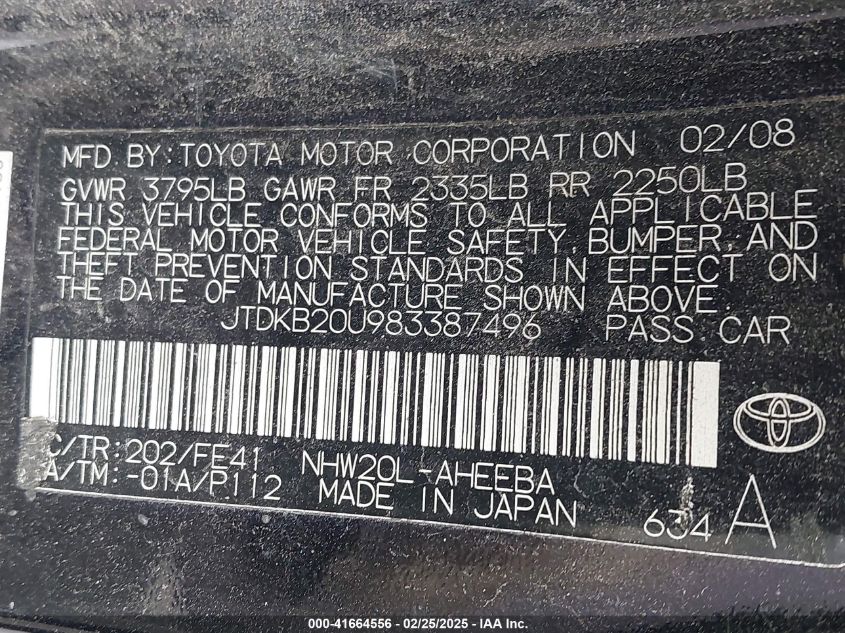 MFD BY: TOYOTA MOTOR CORPORATION 02/08
GVWR 3795LB GAWR FR 2335LB RR 2250LB
THIS VEHICLE CONFORMS TO ALL APPLICABLE
FEDERAL MOTOR VEHICLE SAFETY, BUMPER, AND
THEFT PREVENTION STANDARDS IN EFFECT ON
THE DATE OF MANUFACTURE SHOWN ABOVE.
JTDKB20U983387496 PASS. CAR
C/TR: 202/FE41 NHW20L-AHEEBA
A/TM: -01A/P112 MADE IN JAPAN 634 A
000-41664556 - 02/25/2025 - IAA Inc.